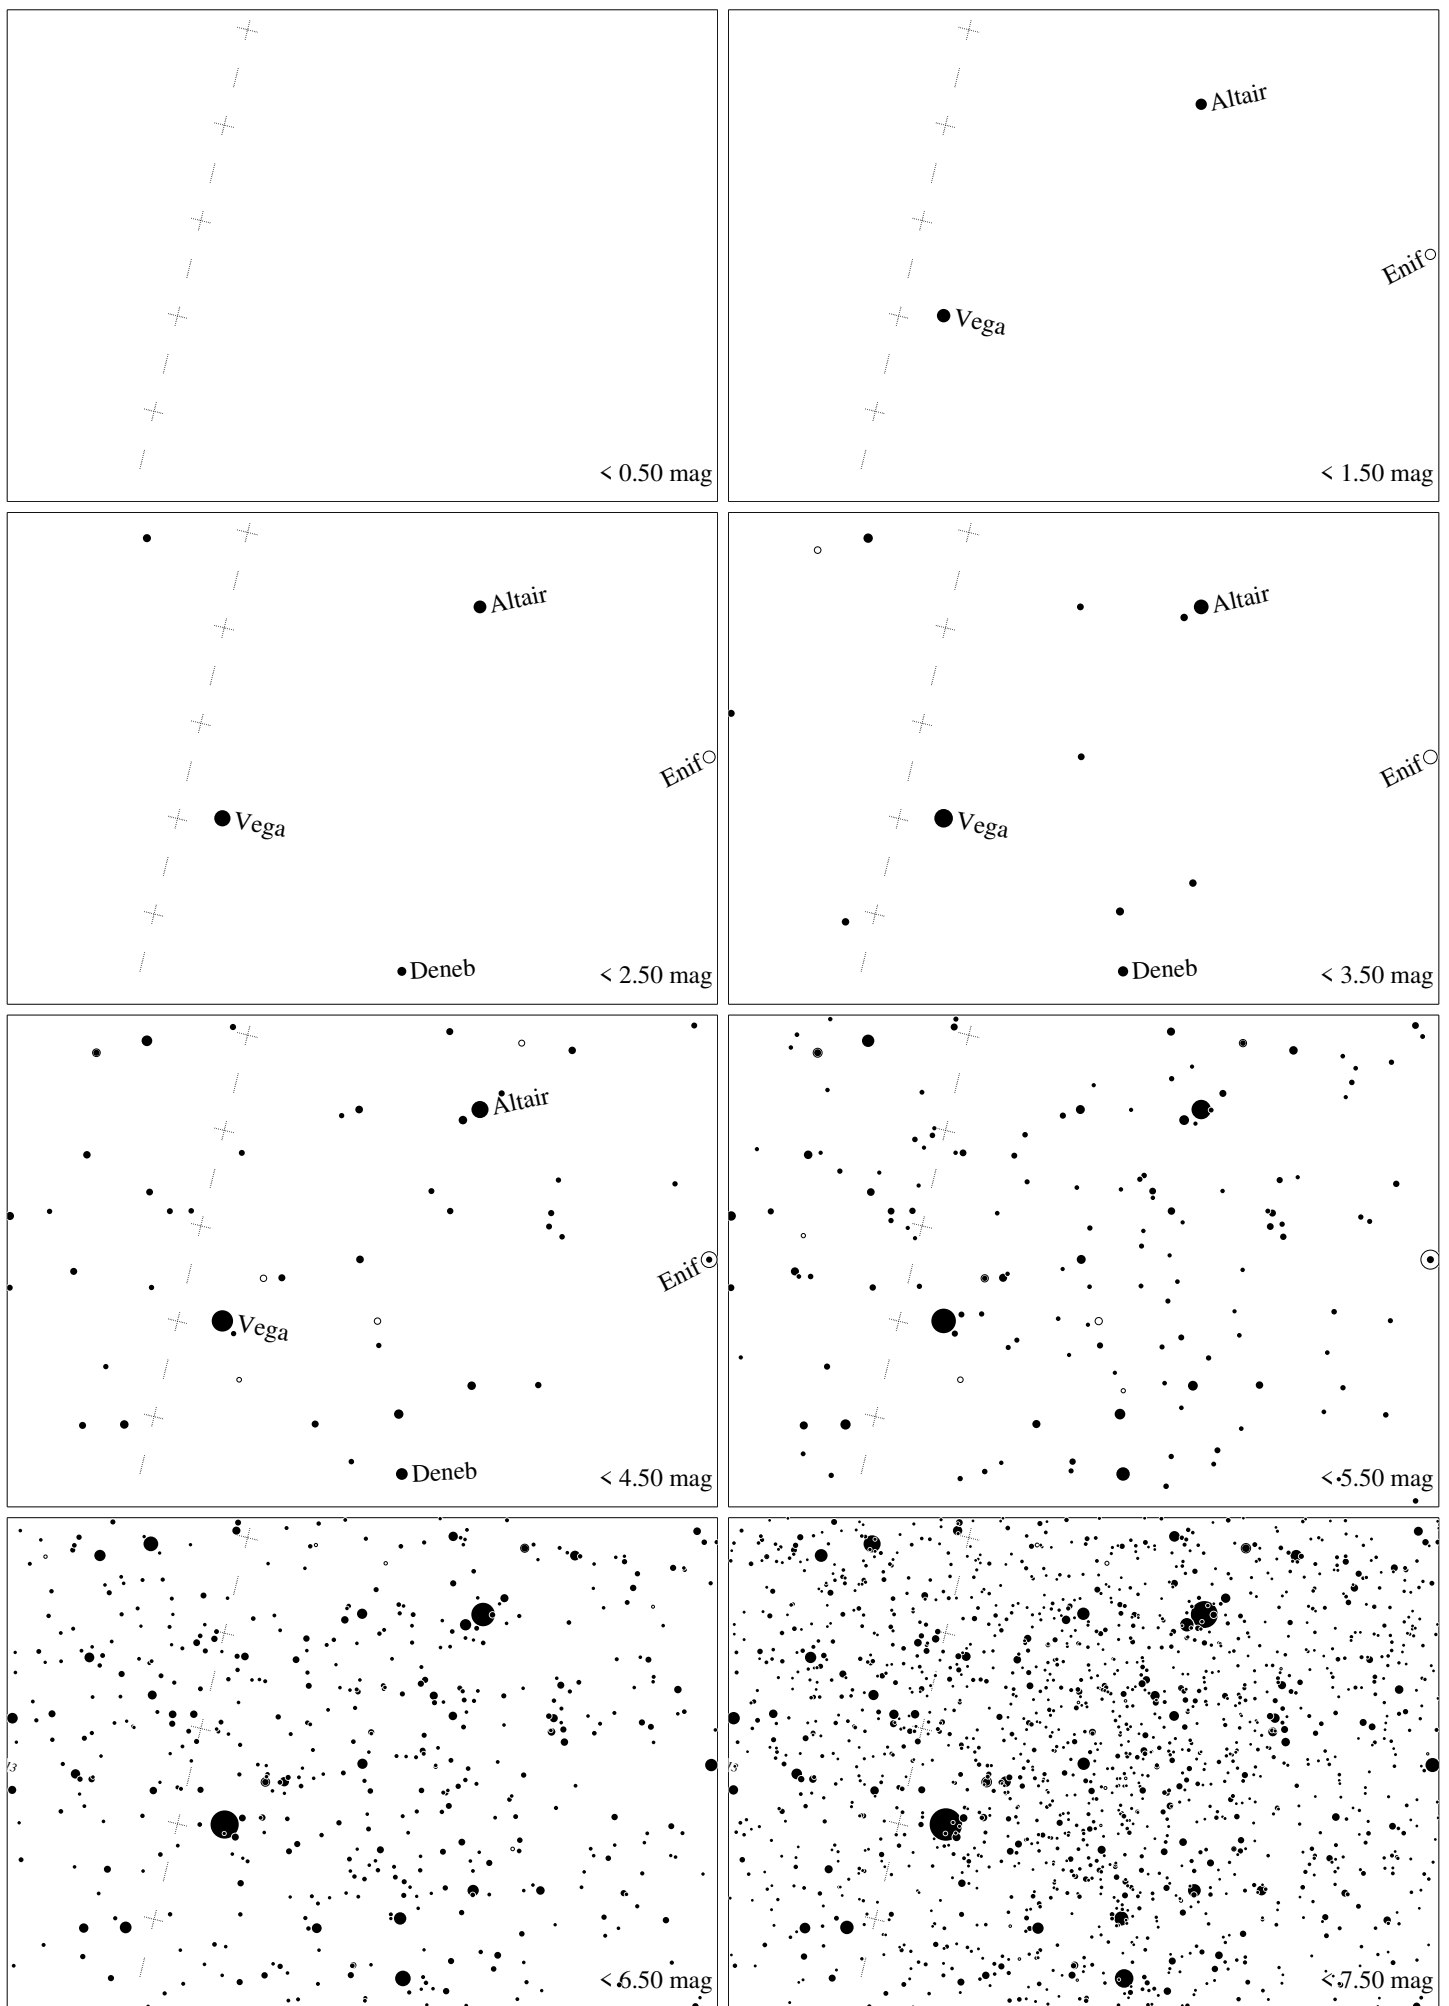 < 0.50 mag
Altair
Enif
Vega
< 1.50 mag
Altair
Enif
Vega
Deneb
< 2.50 mag
Altair
Enif
Vega
Deneb
< 3.50 mag
Altair
Enif
Vega
Deneb
< 4.50 mag
< 5.50 mag
< 6.50 mag
< 7.50 mag